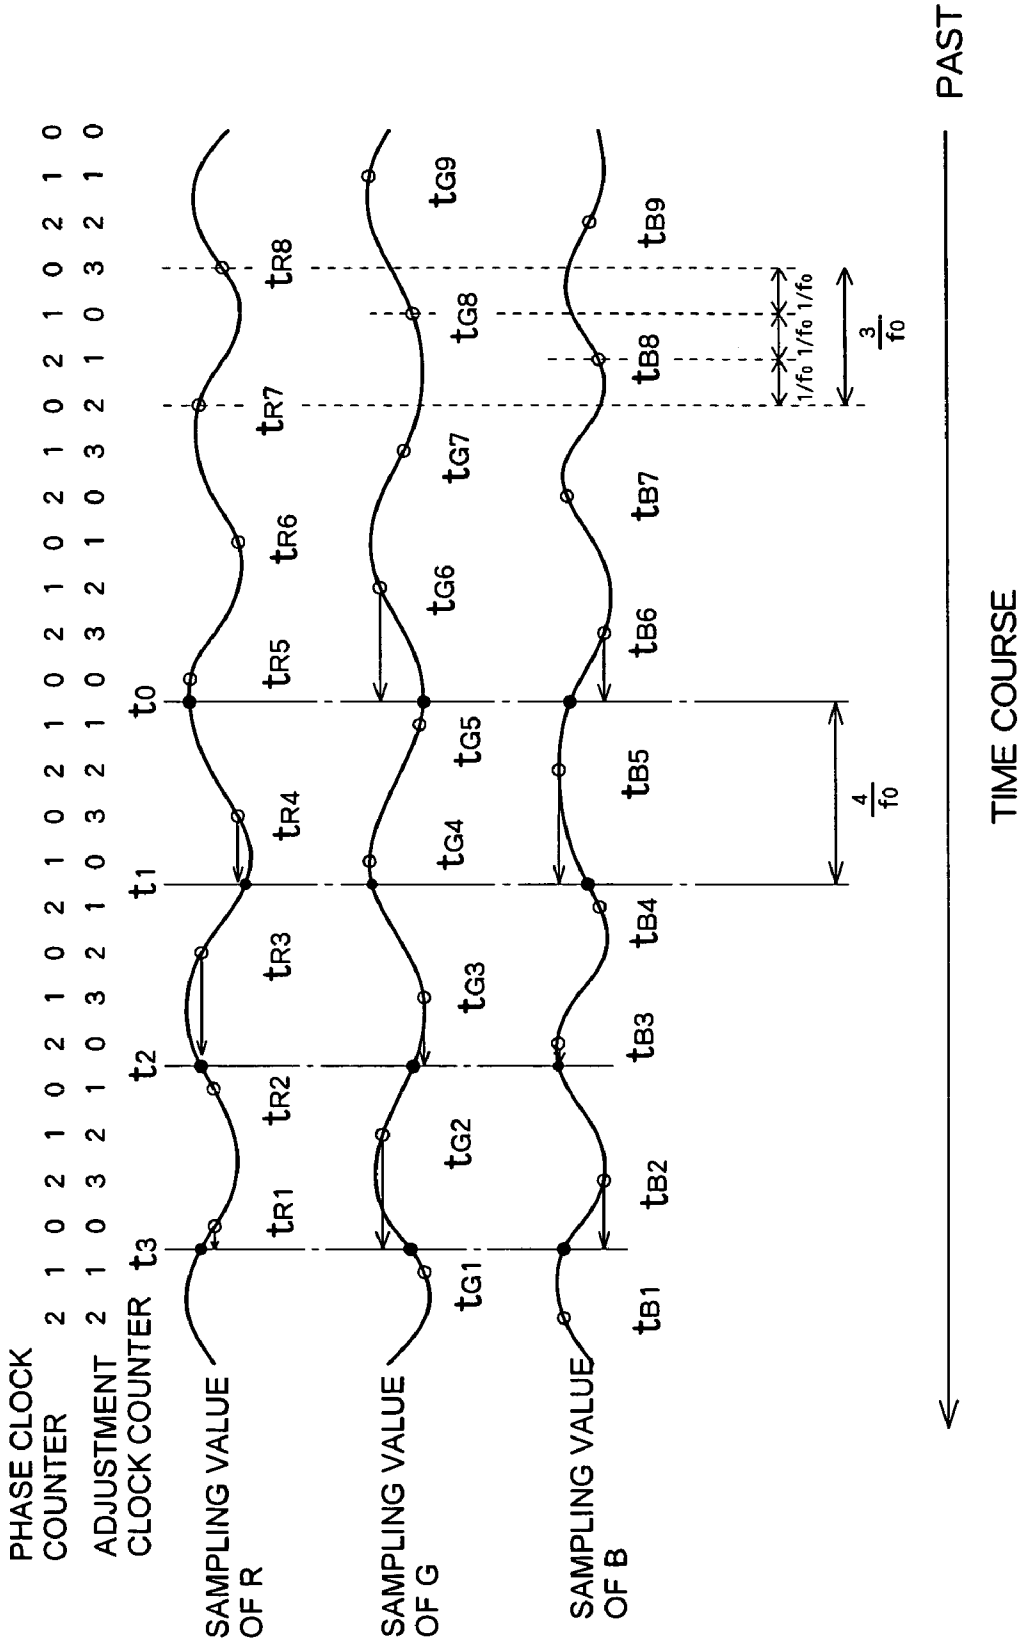 PHASE CLOCK
COUNTER 2 1 0 2 1 0 2 1 0 2 1 0 2 1 0 2 1 0 2 1 0 2 1 0 2 1 0
ADJUSTMENT 2 1 0 3 2 1 0 3 2 1 0 3 2 1 0 3 2 1 0 3 2 1 0 3 2 1 0
CLOCK COUNTER t3 t2 t1 t0
SAMPLING VALUE
OF R
tR1 tR2 tR3 tR4 tR5 tR6 tR7 tR8
SAMPLING VALUE
OF G
tG1 tG2 tG3 tG4 tG5 tG6 tG7 tG8 tG9
SAMPLING VALUE
OF B
tB1 tB2 tB3 tB4 tB5 tB6 tB7 tB8 tB9
1/f0 1/f0 1/f0
4/f0 3/f0
PAST
TIME COURSE